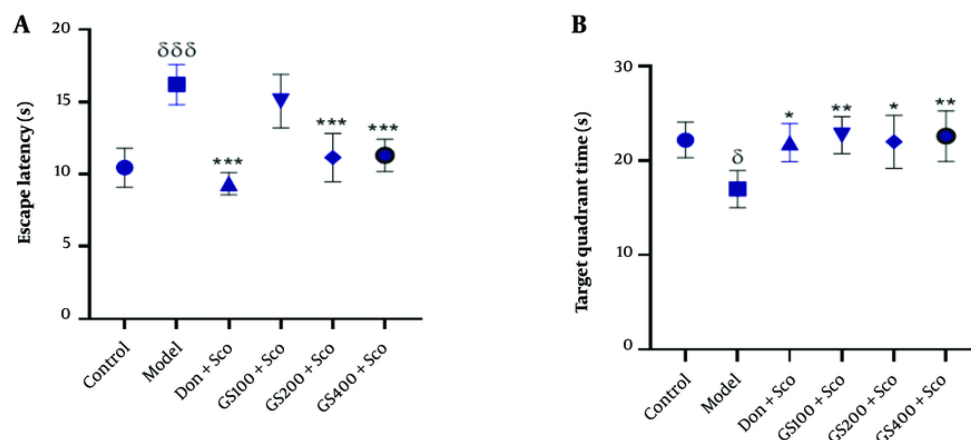 A
Escape latency (s)
20
15
10
5
0
δδδ
***
***
***
Control
Model
Don + Sco
GS100 + Sco
GS200 + Sco
GS400 + Sco
B
Target quadrant time (s)
30
20
10
0
δ
*
**
*
**
Control
Model
Don + Sco
GS100 + Sco
GS200 + Sco
GS400 + Sco